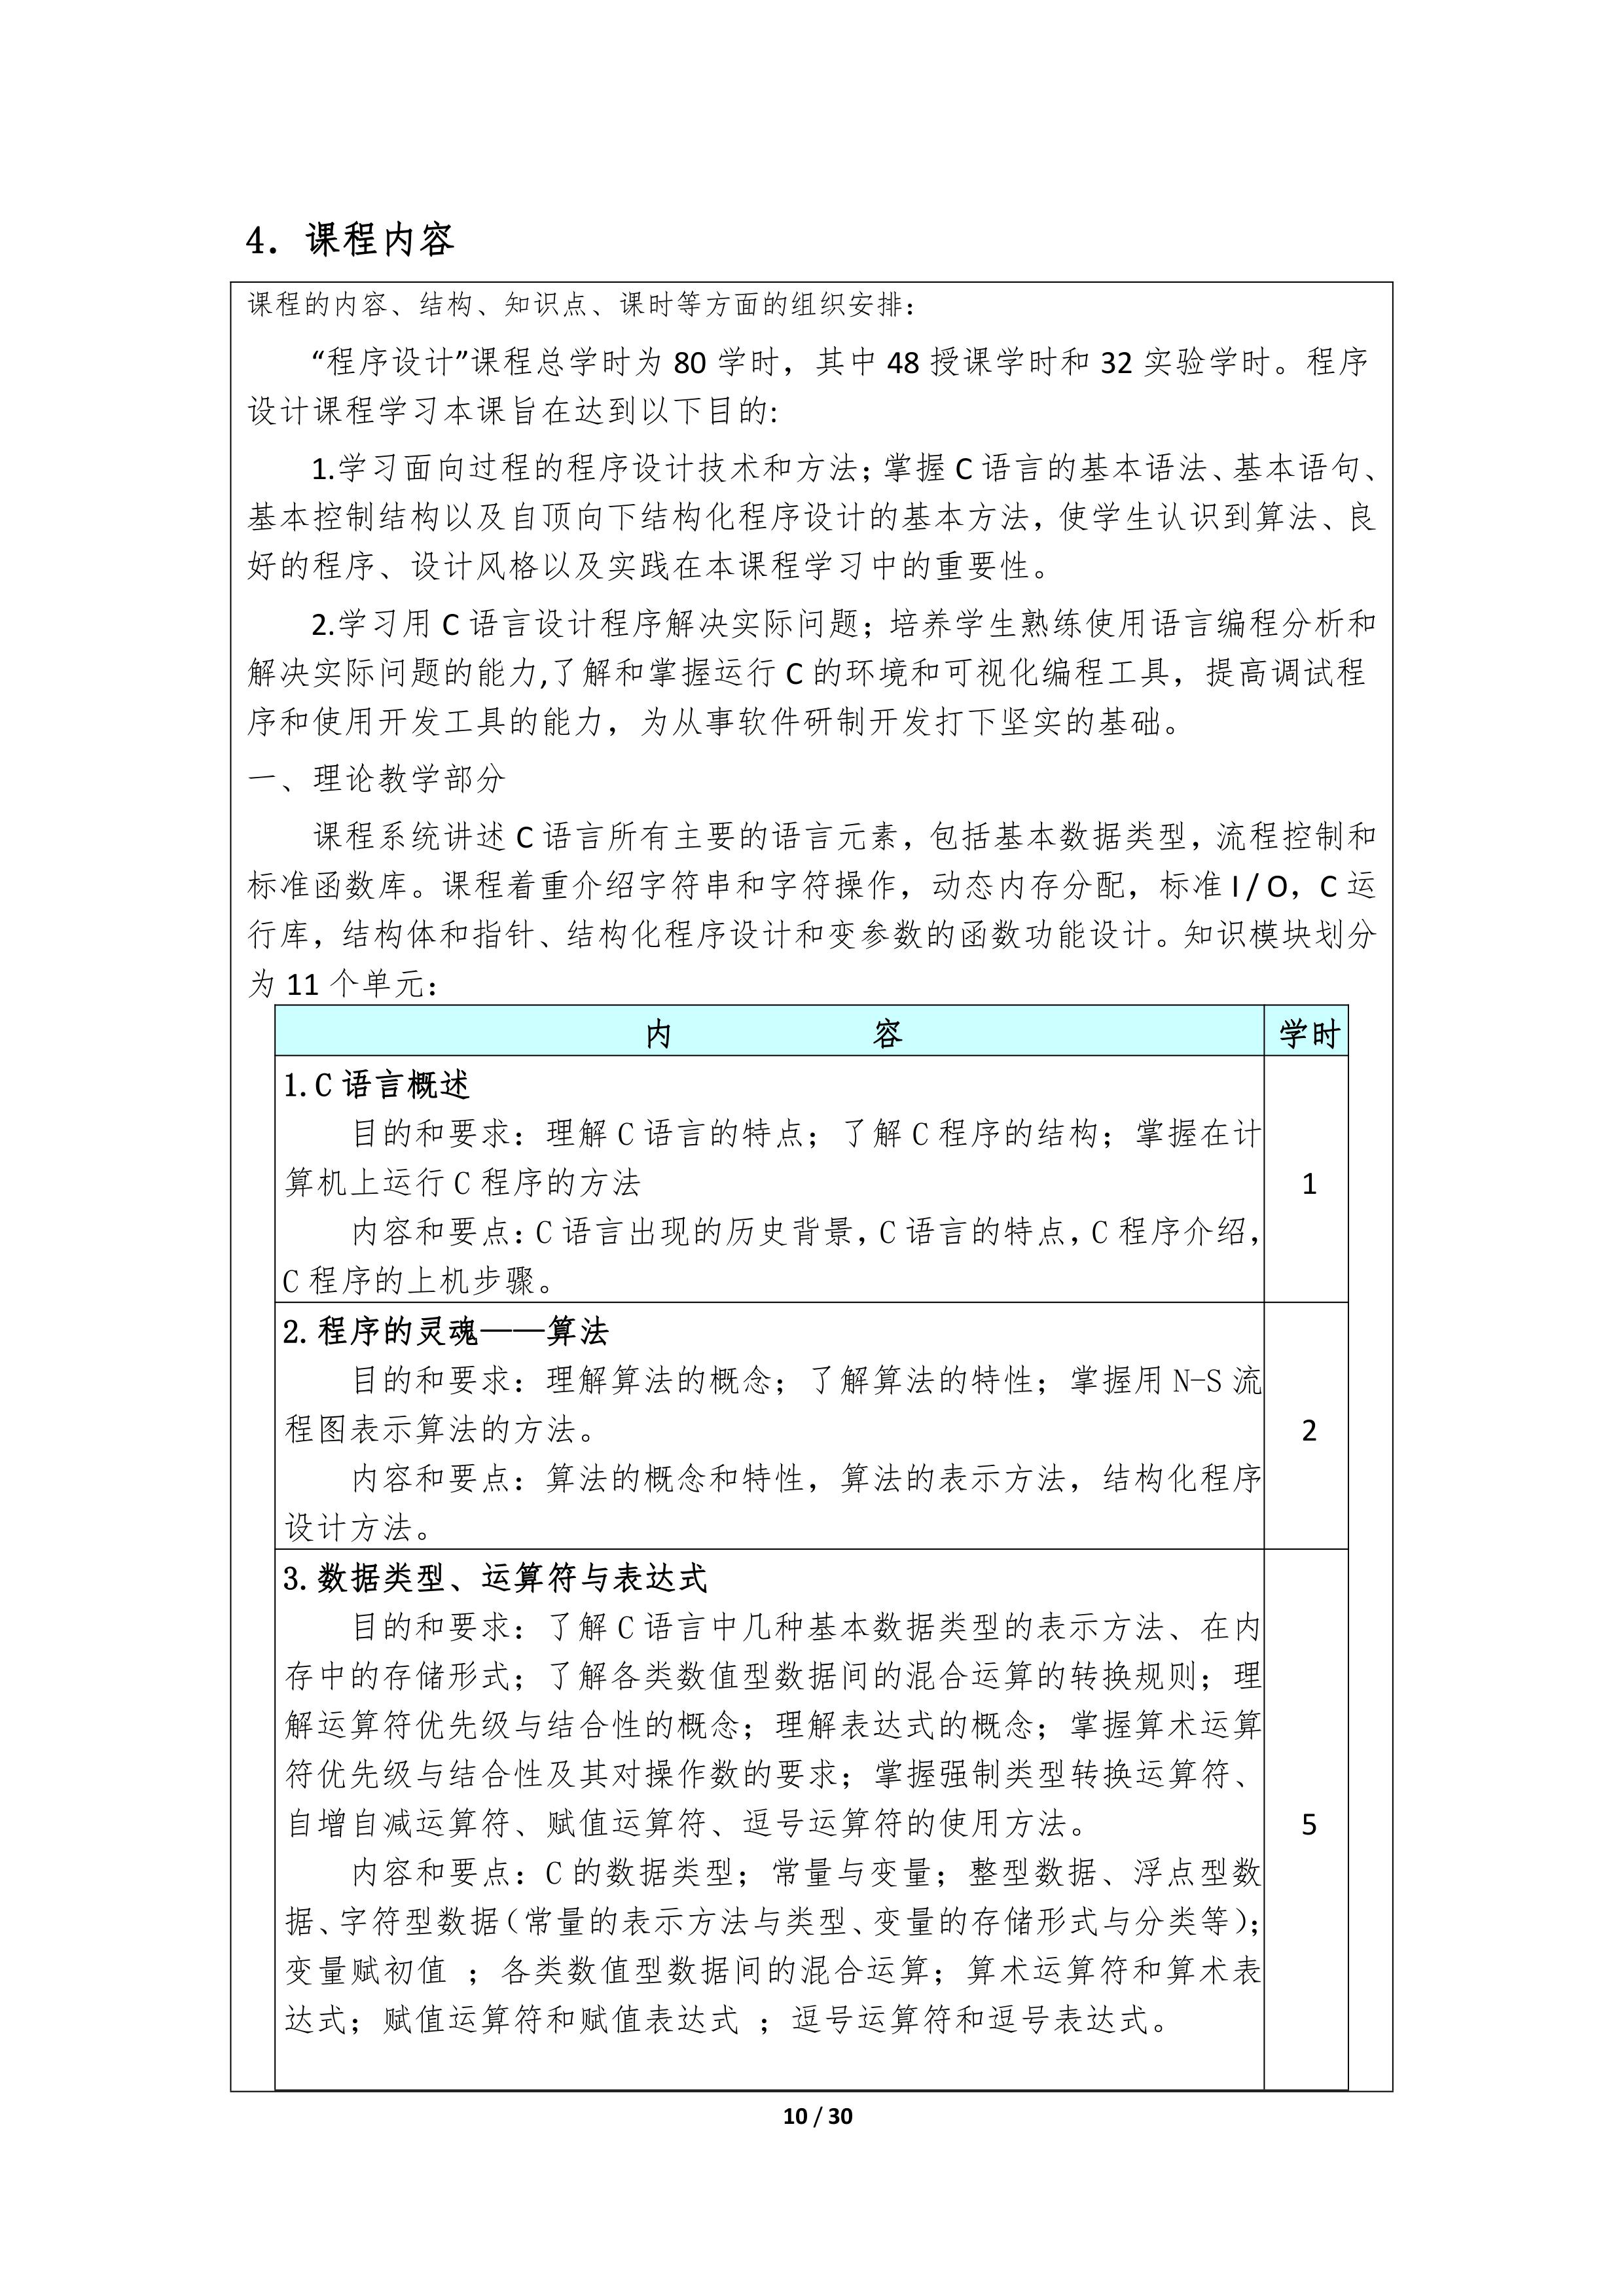 4. 课程内容
课程的内容、结构、知识点、课时等方面的组织安排：
“程序设计”课程总学时为 80 学时，其中 48 授课学时和 32 实验学时。程序
设计课程学习本课旨在达到以下目的:
1.学习面向过程的程序设计技术和方法；掌握 C 语言的基本语法、基本语句、
基本控制结构以及自顶向下结构化程序设计的基本方法，使学生认识到算法、良
好的程序、设计风格以及实践在本课程学习中的重要性。
2.学习用 C 语言设计程序解决实际问题；培养学生熟练使用语言编程分析和
解决实际问题的能力,了解和掌握运行 C 的环境和可视化编程工具，提高调试程
序和使用开发工具的能力，为从事软件研制开发打下坚实的基础。
一、理论教学部分
课程系统讲述 C 语言所有主要的语言元素，包括基本数据类型，流程控制和
标准函数库。课程着重介绍字符串和字符操作，动态内存分配，标准 I / O，C 运
行库，结构体和指针、结构化程序设计和变参数的函数功能设计。知识模块划分
为 11 个单元：
内 容 学时
1.C 语言概述
目的和要求：理解 C 语言的特点；了解 C 程序的结构；掌握在计
算机上运行 C 程序的方法
1
内容和要点：C 语言出现的历史背景，C 语言的特点，C 程序介绍，
C 程序的上机步骤。
2.程序的灵魂——算法
目的和要求：理解算法的概念；了解算法的特性；掌握用 N-S 流
程图表示算法的方法。
2
内容和要点：算法的概念和特性，算法的表示方法，结构化程序
设计方法。
3.数据类型、运算符与表达式
目的和要求：了解 C 语言中几种基本数据类型的表示方法、在内
存中的存储形式；了解各类数值型数据间的混合运算的转换规则；理
解运算符优先级与结合性的概念；理解表达式的概念；掌握算术运算
符优先级与结合性及其对操作数的要求；掌握强制类型转换运算符、
自增自减运算符、赋值运算符、逗号运算符的使用方法。
5
内容和要点：C 的数据类型；常量与变量；整型数据、浮点型数
据、字符型数据（常量的表示方法与类型、变量的存储形式与分类等）；
变量赋初值 ；各类数值型数据间的混合运算；算术运算符和算术表
达式；赋值运算符和赋值表达式 ；逗号运算符和逗号表达式。
10 / 30